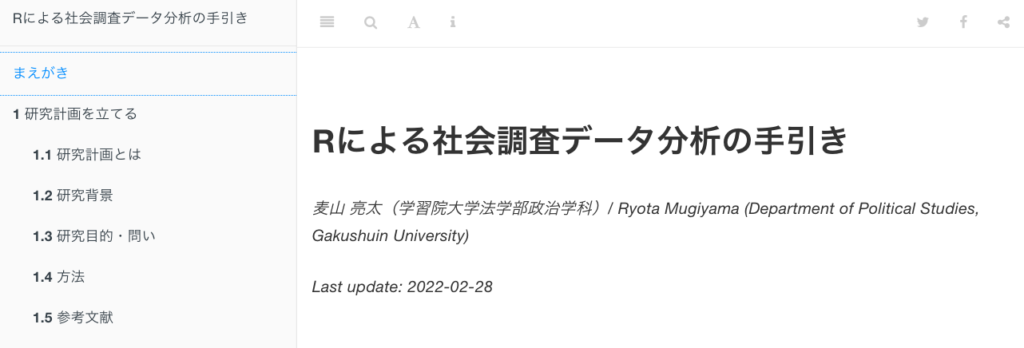 Rによる社会調査データ分析の手引き
まえがき
1 研究計画を立てる
1.1 研究計画とは
1.2 研究背景
1.3 研究目的・問い
1.4 方法
1.5 参考文献
A
i
Rによる社会調査データ分析の手引き
麦山 亮太（学習院大学法学部政治学科）/ Ryota Mugiyama (Department of Political Studies,
Gakushuin University)
Last update: 2022-02-28